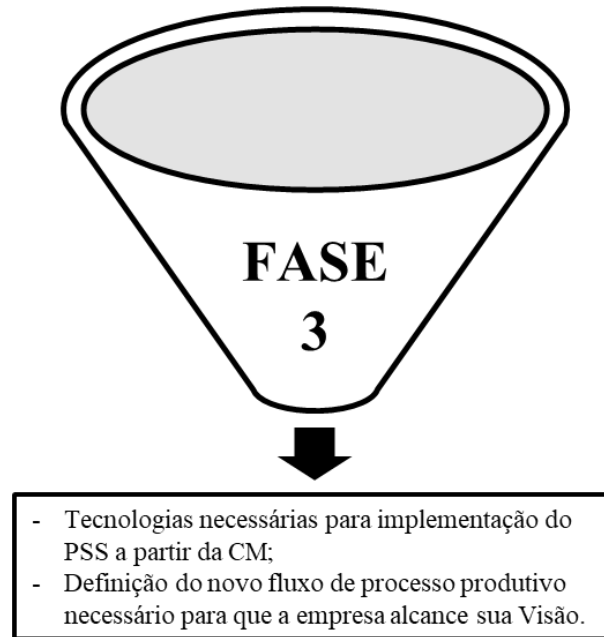 FASE
3
- Tecnologias necessárias para implementação do
PSS a partir da CM;
- Definição do novo fluxo de processo produtivo
necessário para que a empresa alcance sua Visão.